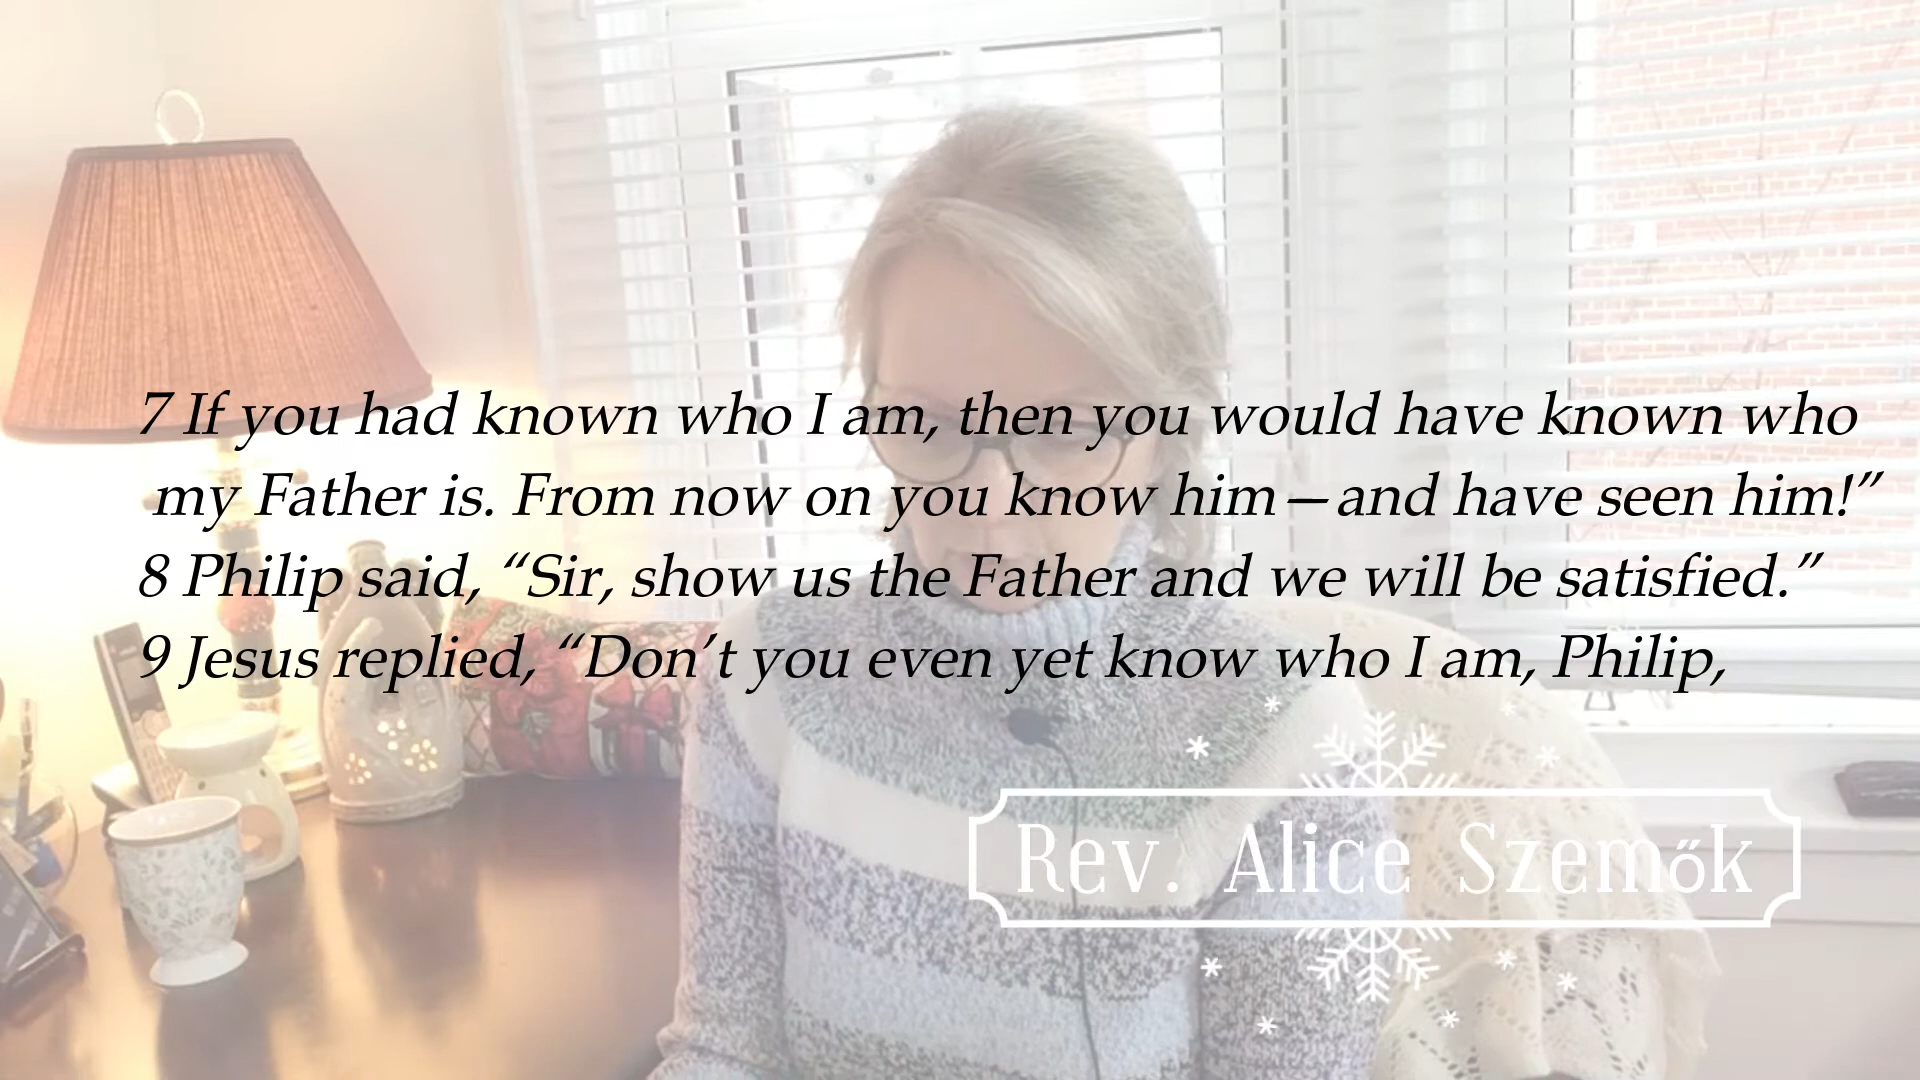 7 If you had known who I am, then you would have known who
my Father is. From now on you know him—and have seen him!”
8 Philip said, “Sir, show us the Father and we will be satisfied.”
9 Jesus replied, “Don’t you even yet know who I am, Philip,
Rev. Alice Szemők